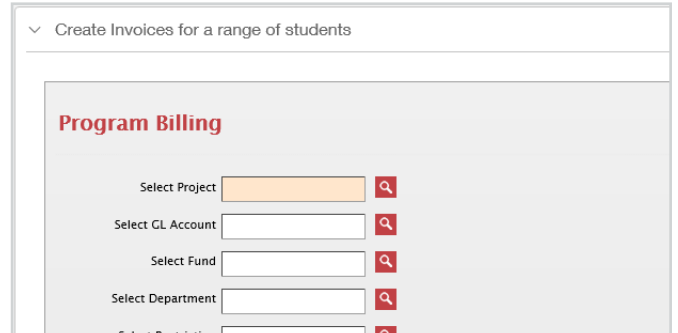 Create Invoices for a range of students
Program Billing
Select Project
Select GL Account
Select Fund
Select Department